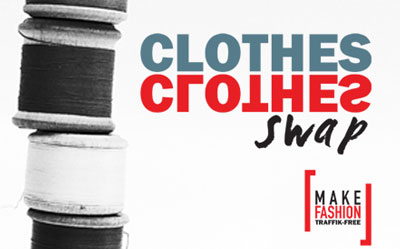 CLOTHES
CLOTHES
swap
MAKE
FASHION
TRAFFIK-FREE